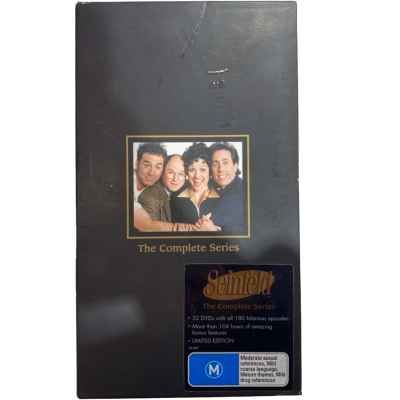 The Complete Series
Seinfeld
The Complete Series
• 32 DVDs with all 180 hilarious episodes
• More than 104 hours of amazing
bonus features
• LIMITED EDITION
M
Moderate sexual
references, Mild
coarse language,
Mature themes, Mild
drug references